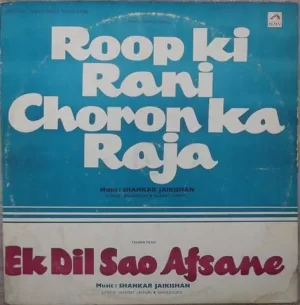 Roop ki
Rani
Choron ka
Raja
MUSIC: SHANKAR JAIKISHAN
Ek Dil Sao Afsane
MUSIC: SHANKAR JAIKISHAN